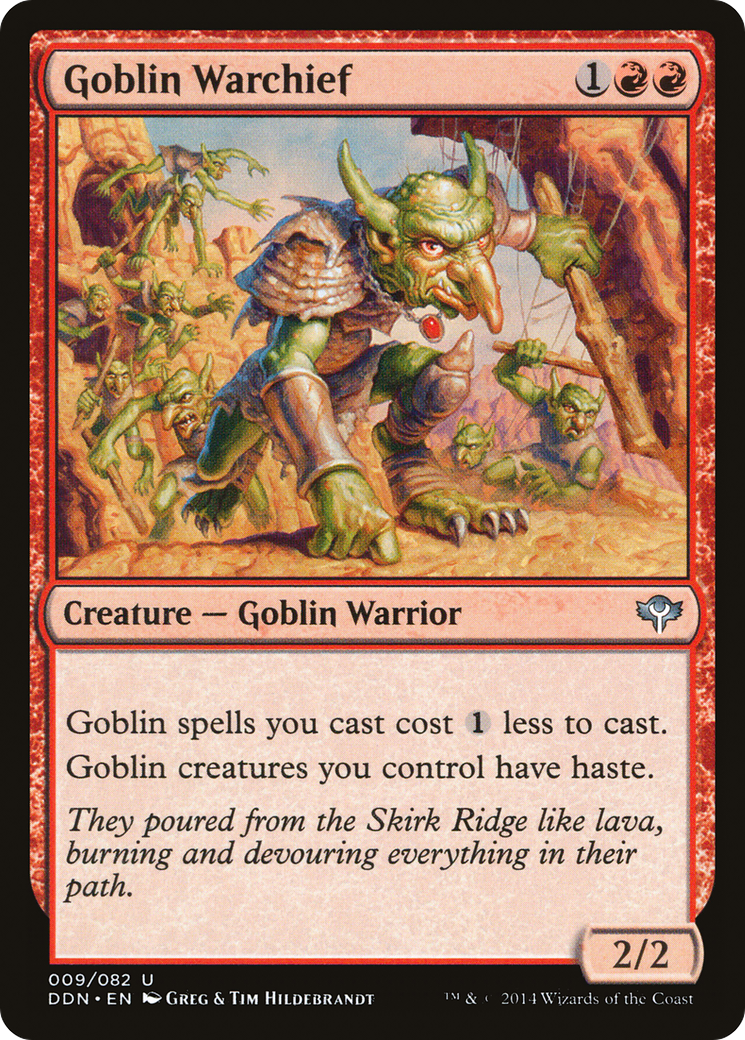 Goblin Warchief 1
Creature — Goblin Warrior
Goblin spells you cast cost 1 less to cast.
Goblin creatures you control have haste.
They poured from the Skirk Ridge like lava,
burning and devouring everything in their
path.
2/2
009/082 U
DDN • EN Greg & Tim Hildebrandt ™ & © 2014 Wizards of the Coast